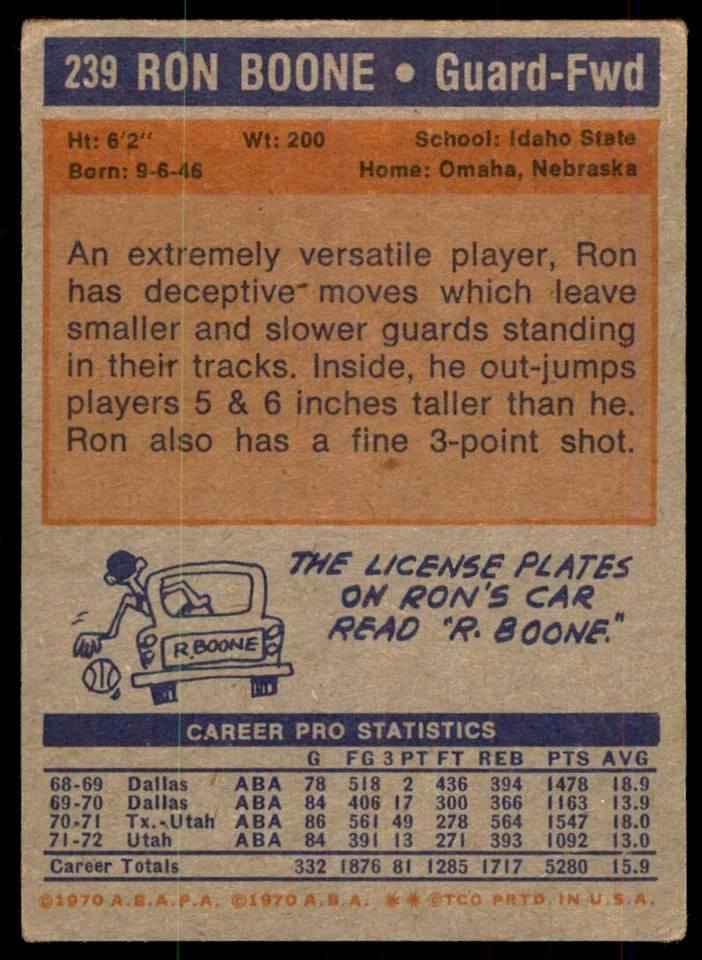 239 RON BOONE • Guard-Fwd
Ht: 6'2" Wt: 200 School: Idaho State
Born: 9-6-46 Home: Omaha, Nebraska
An extremely versatile player, Ron
has deceptive moves which leave
smaller and slower guards standing
in their tracks. Inside, he out-jumps
players 5 & 6 inches taller than he.
Ron also has a fine 3-point shot.
THE LICENSE PLATES
ON RON'S CAR
READ "R. BOONE."
R. BOONE
CAREER PRO STATISTICS
G FG 3 PT FT REB PTS AVG
68-69 Dallas ABA 78 518 2 436 394 1478 18.9
69-70 Dallas ABA 84 406 17 300 366 1163 13.9
70-71 Tx.-Utah ABA 86 561 49 278 564 1547 18.0
71-72 Utah ABA 84 391 13 271 393 1092 13.0
Career Totals 332 1876 81 1285 1717 5280 15.9
©1970 A.B.A.P.A. ©1970 A.B.A. ** ©TCG PRTD. IN U.S.A.